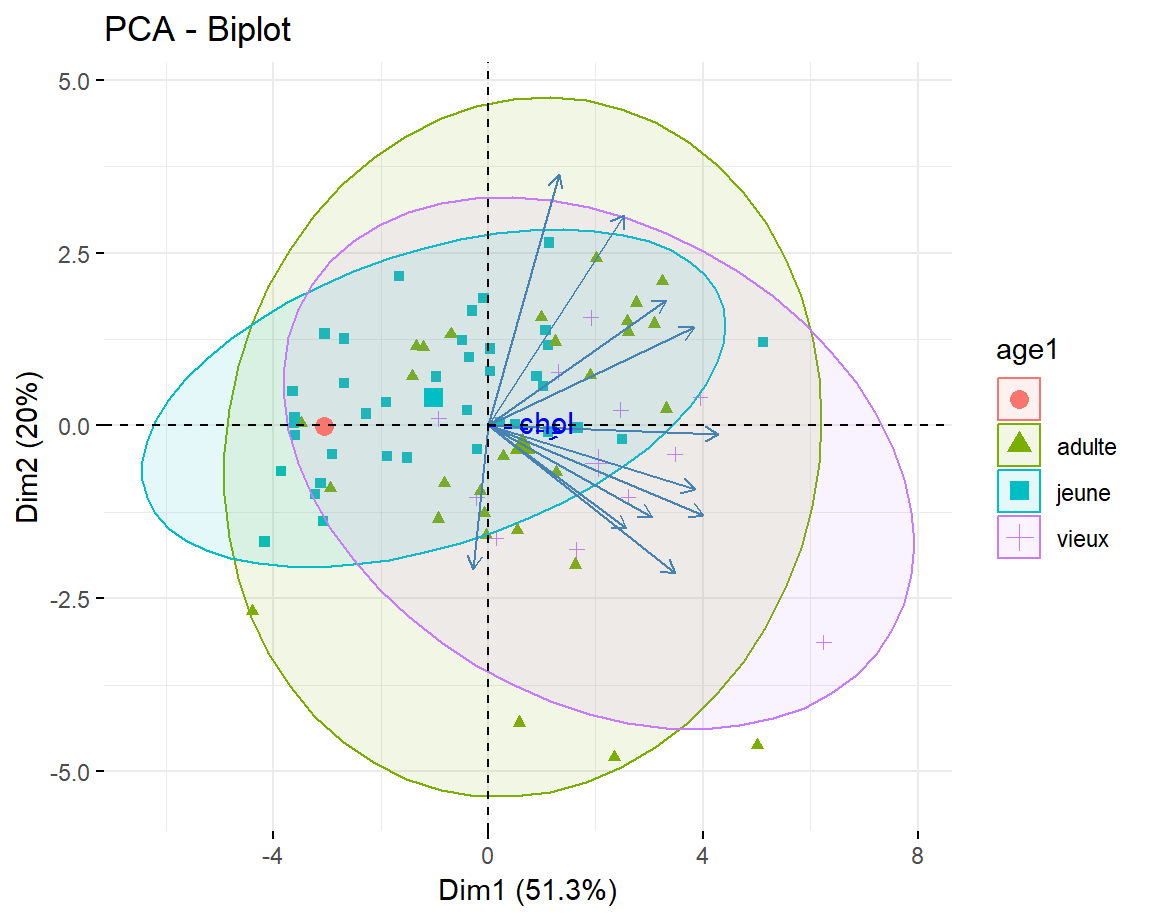 PCA - Biplot
5.0
2.5
0.0
-2.5
-5.0
Dim2 (20%)
chol
-4
0
4
8
Dim1 (51.3%)
age1
adulte
jeune
vieux